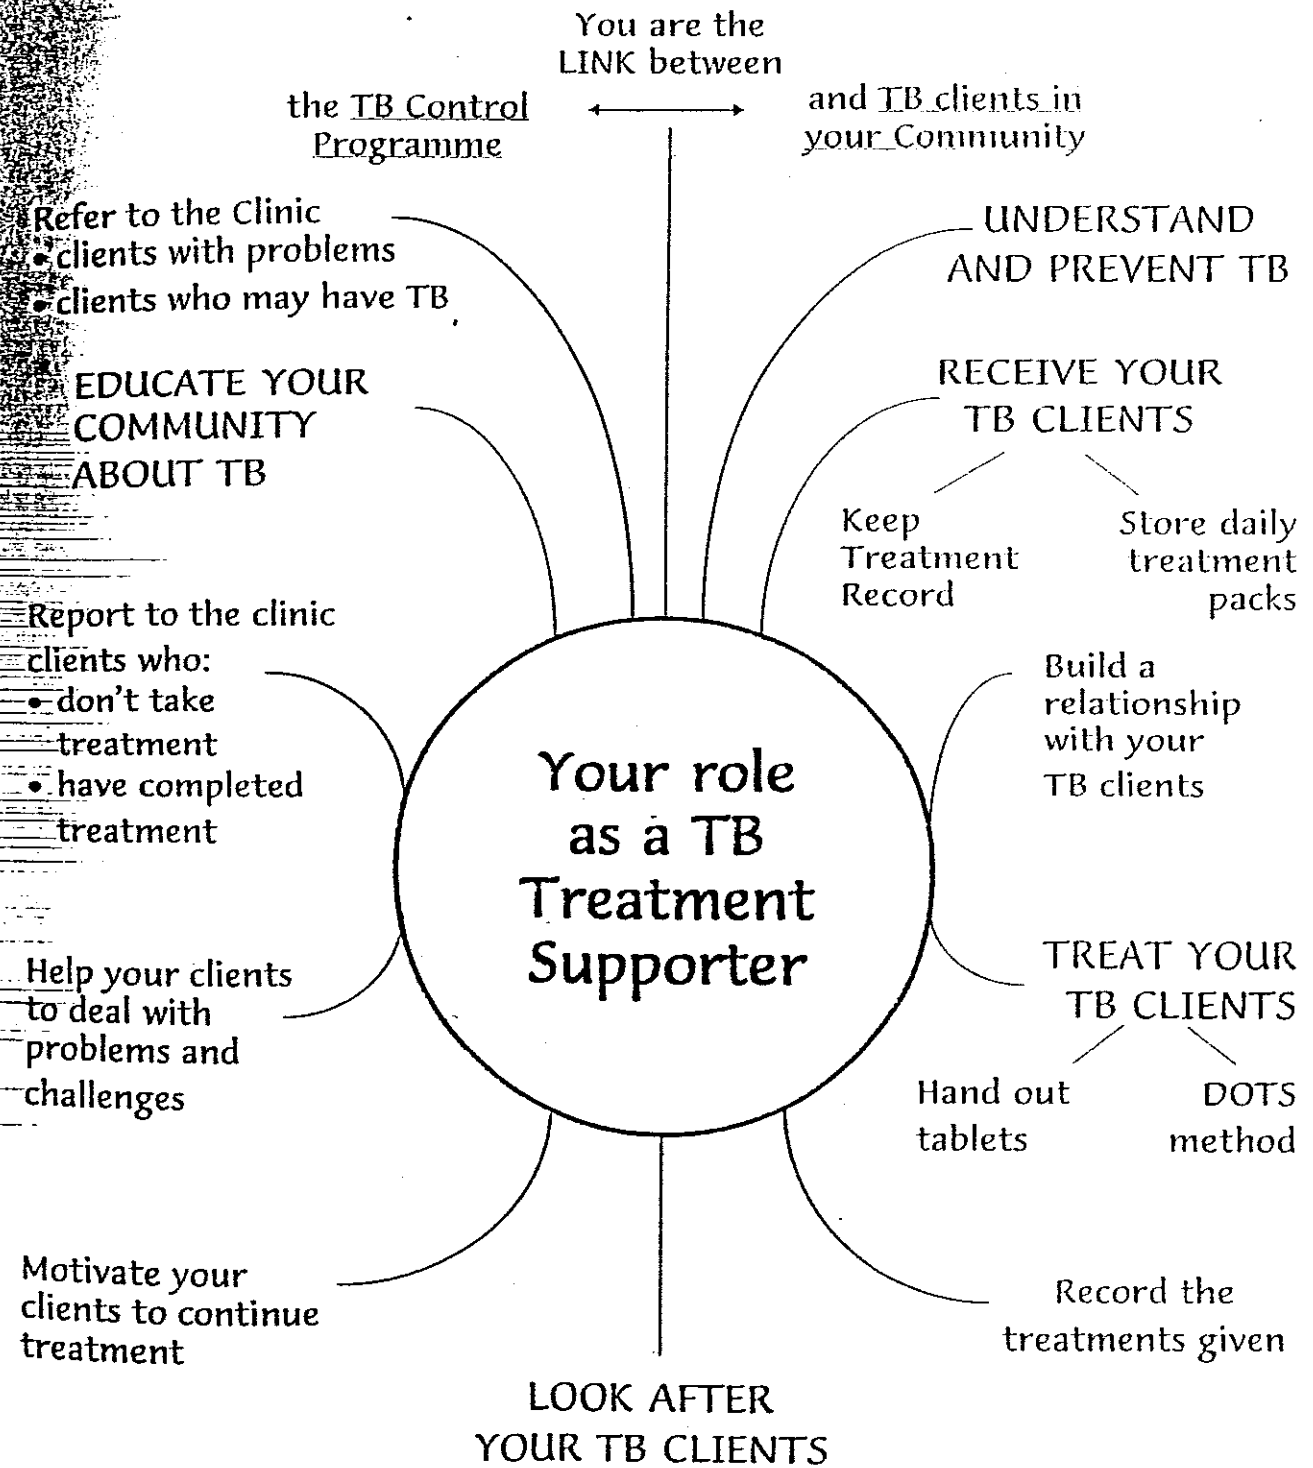 You are the
LINK between
the TB Control
Programme
and TB clients in
your Community
UNDERSTAND
AND PREVENT TB
RECEIVE YOUR
TB CLIENTS
Keep
Treatment
Record
Store daily
treatment
packs
Build a
relationship
with your
TB clients
TREAT YOUR
TB CLIENTS
Hand out
tablets
DOTS
method
Record the
treatments given
LOOK AFTER
YOUR TB CLIENTS
Motivate your
clients to continue
treatment
Help your clients
to deal with
problems and
challenges
Report to the clinic
clients who:
• don't take
treatment
• have completed
treatment
EDUCATE YOUR
COMMUNITY
ABOUT TB
Refer to the Clinic
• clients with problems
• clients who may have TB
Your role
as a TB
Treatment
Supporter